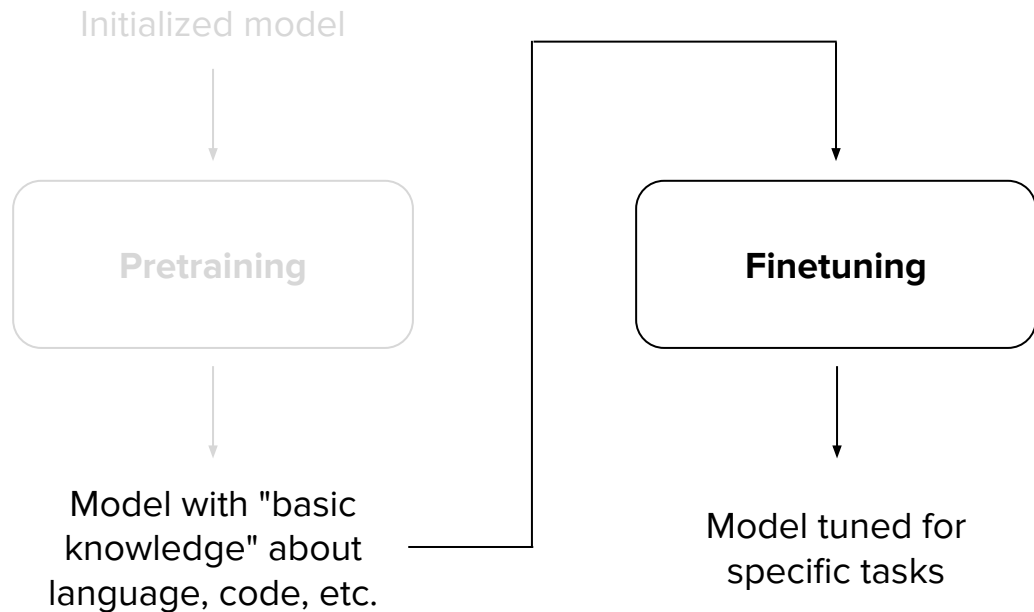 Initialized model
Pretraining
Model with "basic
knowledge" about
language, code, etc.
Finetuning
Model tuned for
specific tasks